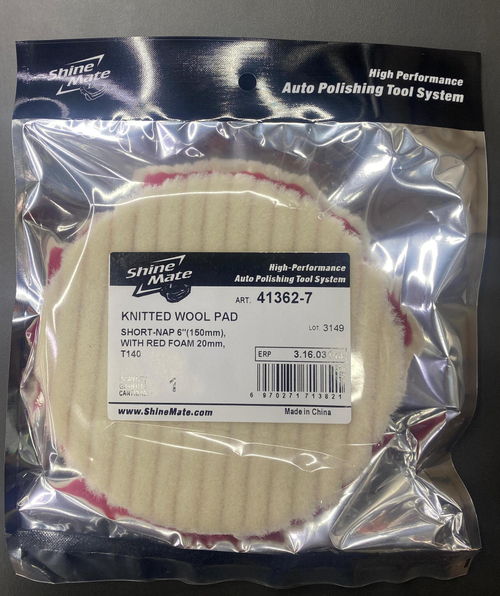 Shine Mate
High Performance
Auto Polishing Tool System
Shine Mate
High-Performance
Auto Polishing Tool System
ART. 41362-7
KNITTED WOOL PAD
SHORT-NAP 6"(150mm),
WITH RED FOAM 20mm,
T140
LOT 3149
ERP 3.16.03
1
6 970271 713821
www.ShineMate.com
Made in China